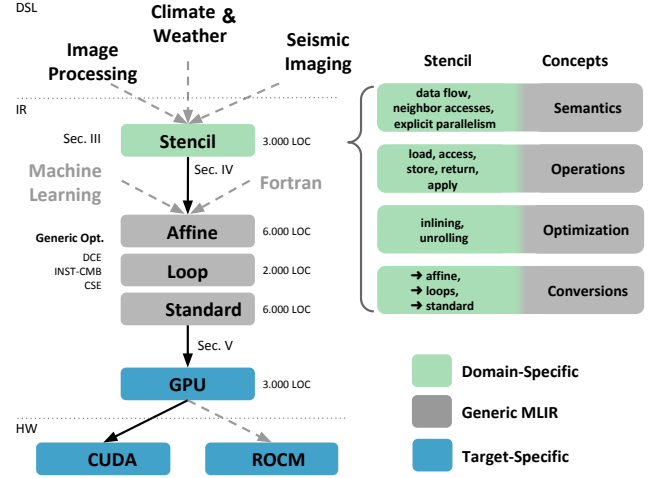 DSL
Climate &
Weather
Image
Processing
Seismic
Imaging
IR
Sec. III
Stencil
3.000 LOC
Sec. IV
Machine
Learning
Fortran
Generic Opt.
DCE
INST-CMB
CSE
Affine
6.000 LOC
Loop
2.000 LOC
Standard
6.000 LOC
Sec. V
GPU
3.000 LOC
HW
CUDA
ROCM
Stencil
Concepts
data flow,
neighbor accesses,
explicit parallelism
Semantics
load, access,
store, return,
apply
Operations
inlining,
unrolling
Optimization
➔ affine,
➔ loops,
➔ standard
Conversions
Domain-Specific
Generic MLIR
Target-Specific